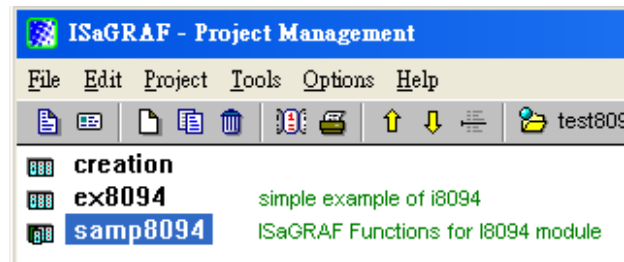 ISaGRAF - Project Management
File Edit Project Tools Options Help
creation
ex8094 simple example of i8094
samp8094 ISaGRAF Functions for I8094 module